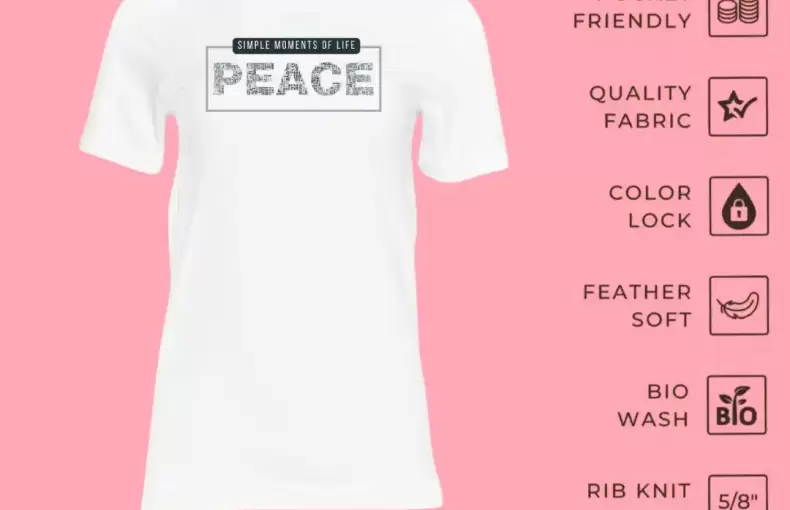 SIMPLE MOMENTS OF LIFE
PEACE
FRIENDLY
QUALITY
FABRIC
COLOR
LOCK
FEATHER
SOFT
BIO
WASH
BIO
RIB KNIT
5/8"